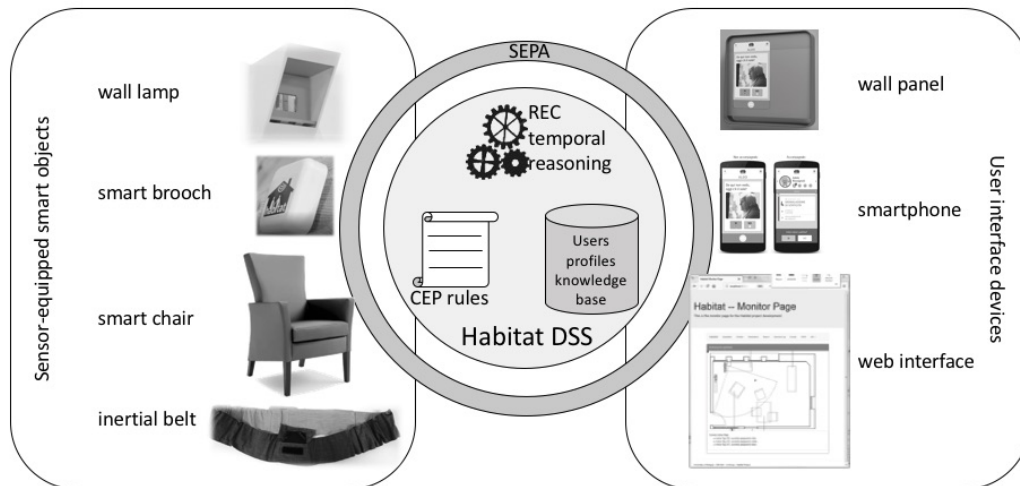 Sensor-equipped smart objects
wall lamp
smart brooch
smart chair
inertial belt
SEPA
REC
temporal
reasoning
CEP rules
Users
profiles
knowledge
base
Habitat DSS
wall panel
smartphone
web interface
Habitat -- Monitor Page
User interface devices